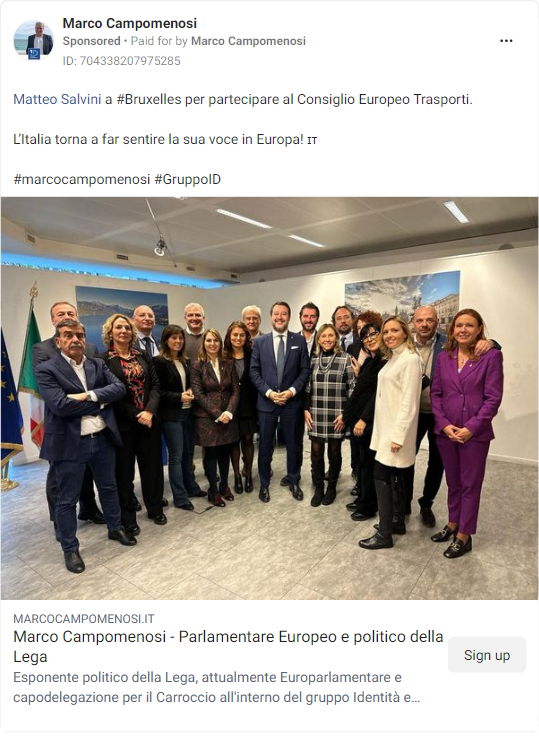 Marco Campomenosi
Sponsored • Paid for by Marco Campomenosi
ID: 704338207975285
Matteo Salvini a #Bruxelles per partecipare al Consiglio Europeo Trasporti.
L’Italia torna a far sentire la sua voce in Europa! ɪᴛ
#marcocampomenosi #GruppoID
MARCOCAMPOMENOSI.IT
Marco Campomenosi - Parlamentare Europeo e politico della
Lega
Sign up
Esponente politico della Lega, attualmente Europarlamentare e
capodelegazione per il Carroccio all'interno del gruppo Identità e...